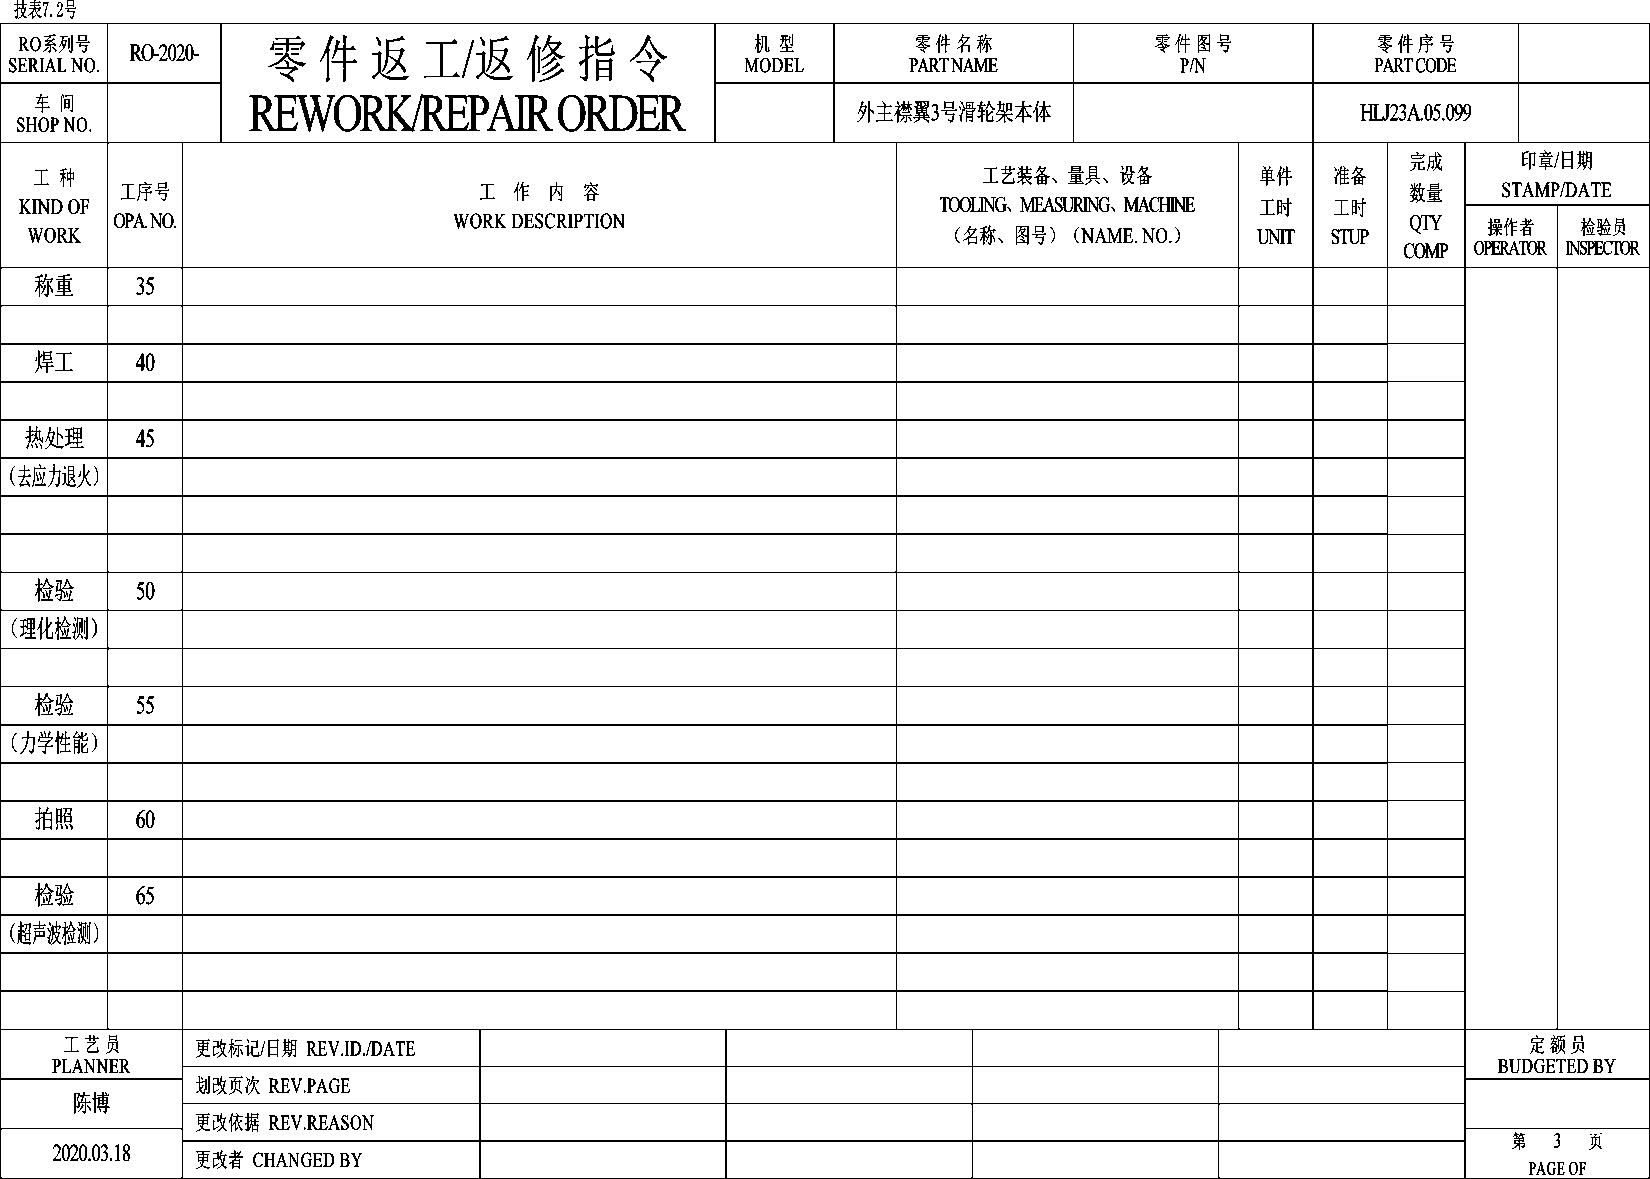 技表7.2号
RO系列号
SERIAL NO.
RO-2020-
零件返工/返修指令
REWORK/REPAIR ORDER
机 型
MODEL
零件名称
PART NAME
零件图号
P/N
零件序号
PART CODE
车 间
SHOP NO.
外主襟翼3号滑轮架本体
HLJ23A.05.099
工 种
KIND OF
WORK
工序号
OPA. NO.
工 作 内 容
WORK DESCRIPTION
工艺装备、量具、设备
TOOLING、MEASURING、MACHINE
（名称、图号）（NAME. NO.）
单件
工时
UNIT
准备
工时
STUP
完成
数量
QTY
COMP
印章/日期
STAMP/DATE
操作者
OPERATOR
检验员
INSPECTOR
称重 35
焊工 40
热处理 45
（去应力退火）
检验 50
（理化检测）
检验 55
（力学性能）
拍照 60
检验 65
（超声波检测）
工艺员
PLANNER
陈博
2020.03.18
更改标记/日期 REV.ID./DATE
划改页次 REV.PAGE
更改依据 REV.REASON
更改者 CHANGED BY
定额员
BUDGETED BY
第 3 页
PAGE OF